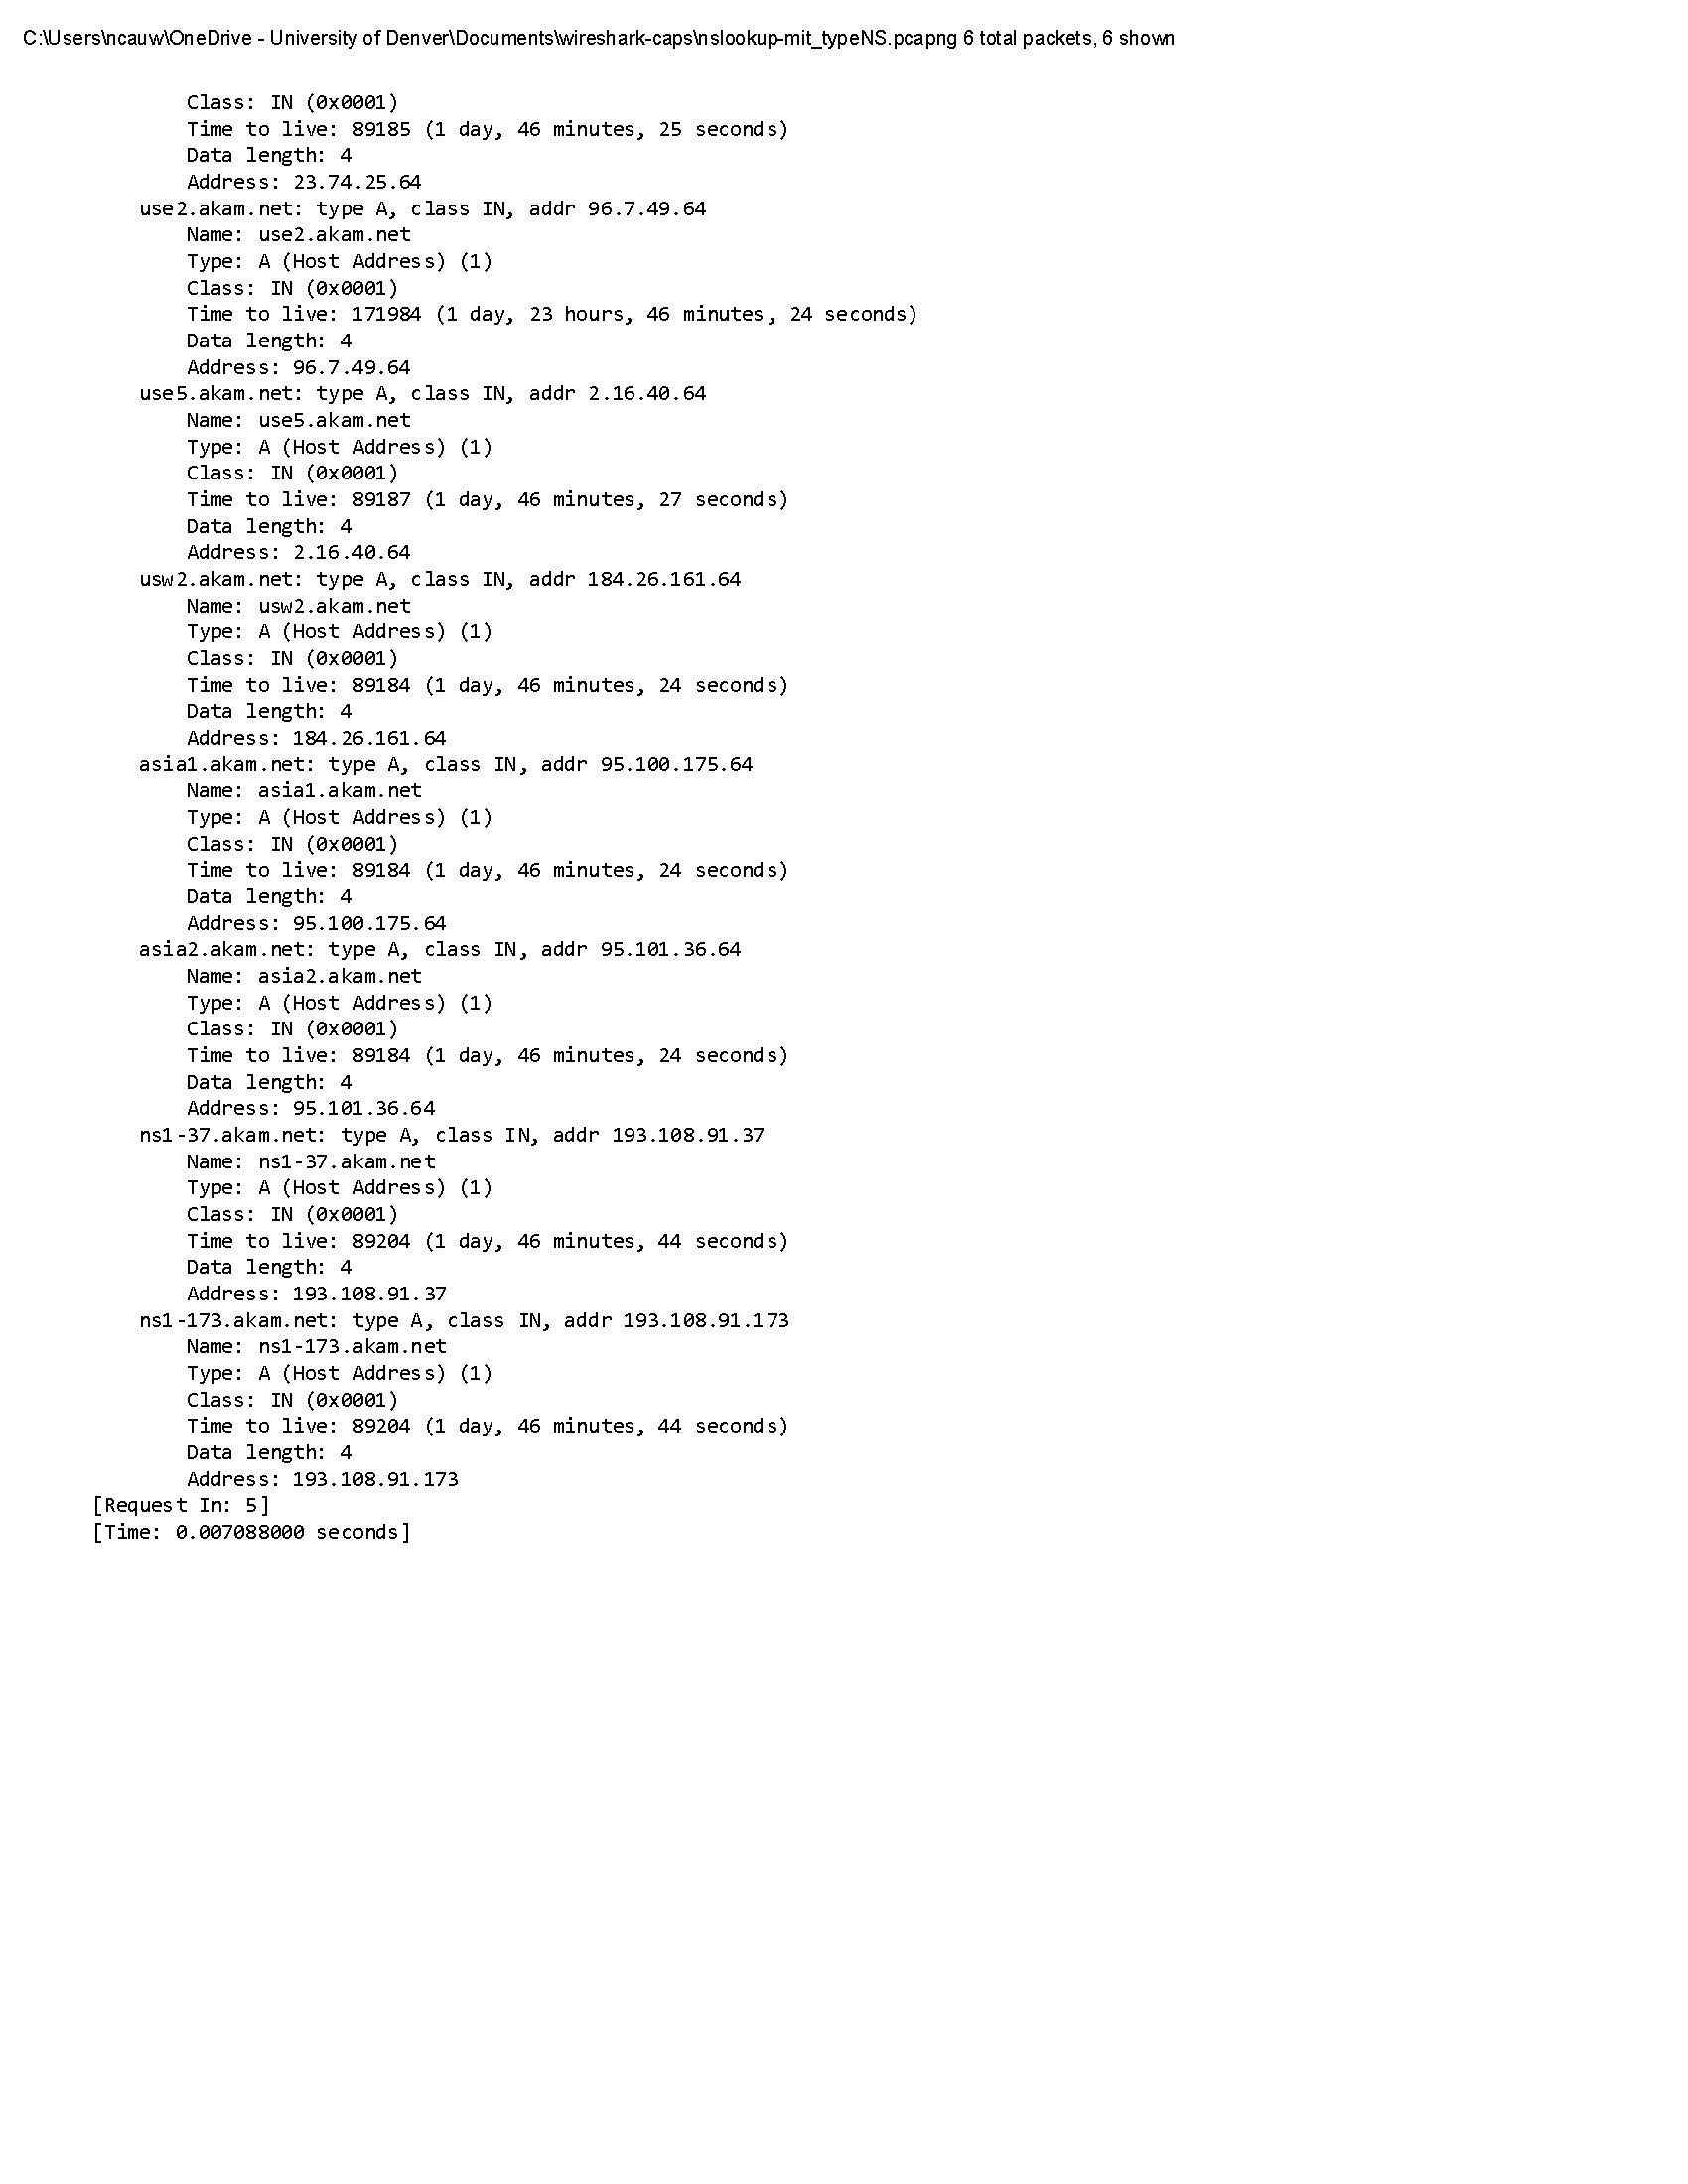 C:\Users\ncauw\OneDrive - University of Denver\Documents\wireshark-caps\nslookup-mit_typeNS.pcapng 6 total packets, 6 shown
Class: IN (0x0001)
Time to live: 89185 (1 day, 46 minutes, 25 seconds)
Data length: 4
Address: 23.74.25.64
use2.akam.net: type A, class IN, addr 96.7.49.64
Name: use2.akam.net
Type: A (Host Address) (1)
Class: IN (0x0001)
Time to live: 171984 (1 day, 23 hours, 46 minutes, 24 seconds)
Data length: 4
Address: 96.7.49.64
use5.akam.net: type A, class IN, addr 2.16.40.64
Name: use5.akam.net
Type: A (Host Address) (1)
Class: IN (0x0001)
Time to live: 89187 (1 day, 46 minutes, 27 seconds)
Data length: 4
Address: 2.16.40.64
usw2.akam.net: type A, class IN, addr 184.26.161.64
Name: usw2.akam.net
Type: A (Host Address) (1)
Class: IN (0x0001)
Time to live: 89184 (1 day, 46 minutes, 24 seconds)
Data length: 4
Address: 184.26.161.64
asia1.akam.net: type A, class IN, addr 95.100.175.64
Name: asia1.akam.net
Type: A (Host Address) (1)
Class: IN (0x0001)
Time to live: 89184 (1 day, 46 minutes, 24 seconds)
Data length: 4
Address: 95.100.175.64
asia2.akam.net: type A, class IN, addr 95.101.36.64
Name: asia2.akam.net
Type: A (Host Address) (1)
Class: IN (0x0001)
Time to live: 89184 (1 day, 46 minutes, 24 seconds)
Data length: 4
Address: 95.101.36.64
ns1-37.akam.net: type A, class IN, addr 193.108.91.37
Name: ns1-37.akam.net
Type: A (Host Address) (1)
Class: IN (0x0001)
Time to live: 89204 (1 day, 46 minutes, 44 seconds)
Data length: 4
Address: 193.108.91.37
ns1-173.akam.net: type A, class IN, addr 193.108.91.173
Name: ns1-173.akam.net
Type: A (Host Address) (1)
Class: IN (0x0001)
Time to live: 89204 (1 day, 46 minutes, 44 seconds)
Data length: 4
Address: 193.108.91.173
[Request In: 5]
[Time: 0.007088000 seconds]